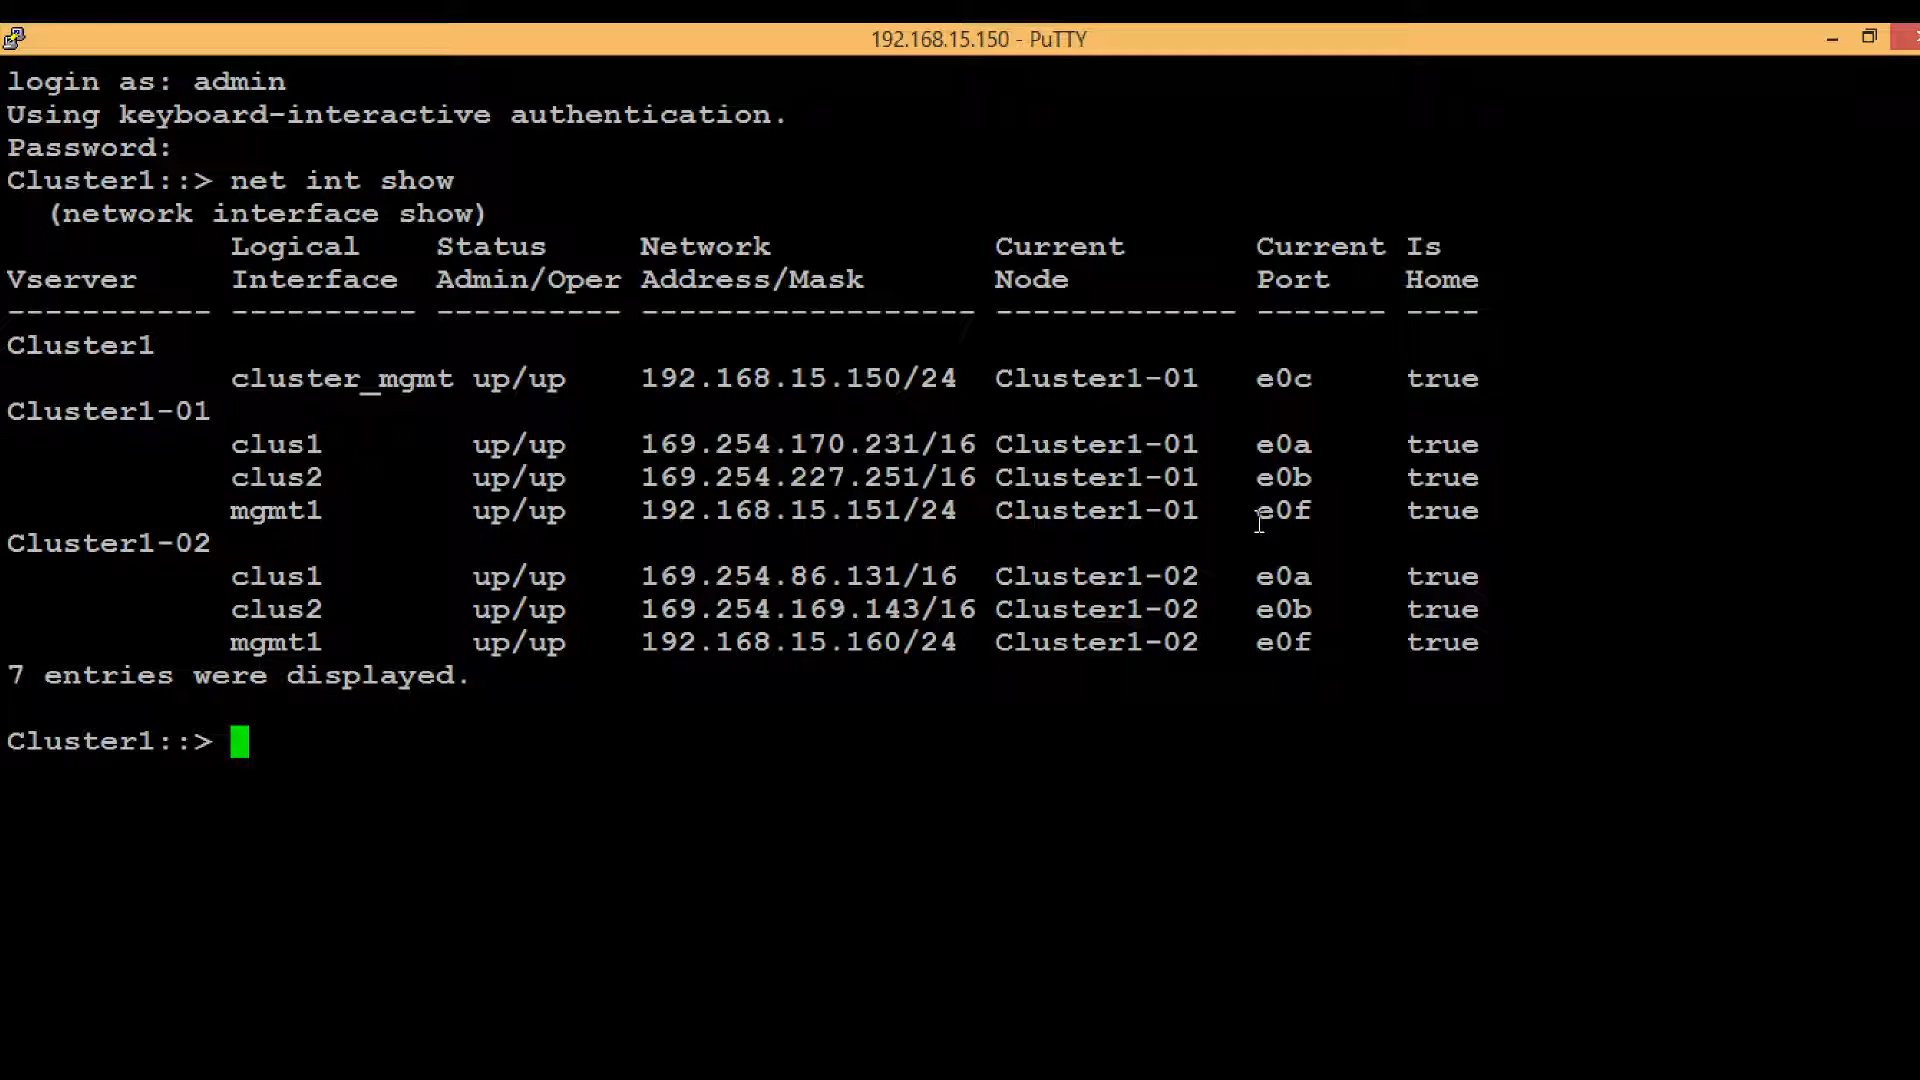 192.168.15.150 - PuTTY
login as: admin
Using keyboard-interactive authentication.
Password:
Cluster1::> net int show
  (network interface show)
            Logical    Status     Network            Current       Current Is
Vserver     Interface  Admin/Oper Address/Mask       Node          Port    Home
----------- ---------- ---------- ------------------ ------------- ------- ----
Cluster1
            cluster_mgmt up/up    192.168.15.150/24  Cluster1-01   e0c     true
Cluster1-01
            clus1        up/up    169.254.170.231/16 Cluster1-01   e0a     true
            clus2        up/up    169.254.227.251/16 Cluster1-01   e0b     true
            mgmt1        up/up    192.168.15.151/24  Cluster1-01   e0f     true
Cluster1-02
            clus1        up/up    169.254.86.131/16  Cluster1-02   e0a     true
            clus2        up/up    169.254.169.143/16 Cluster1-02   e0b     true
            mgmt1        up/up    192.168.15.160/24  Cluster1-02   e0f     true
7 entries were displayed.
Cluster1::>